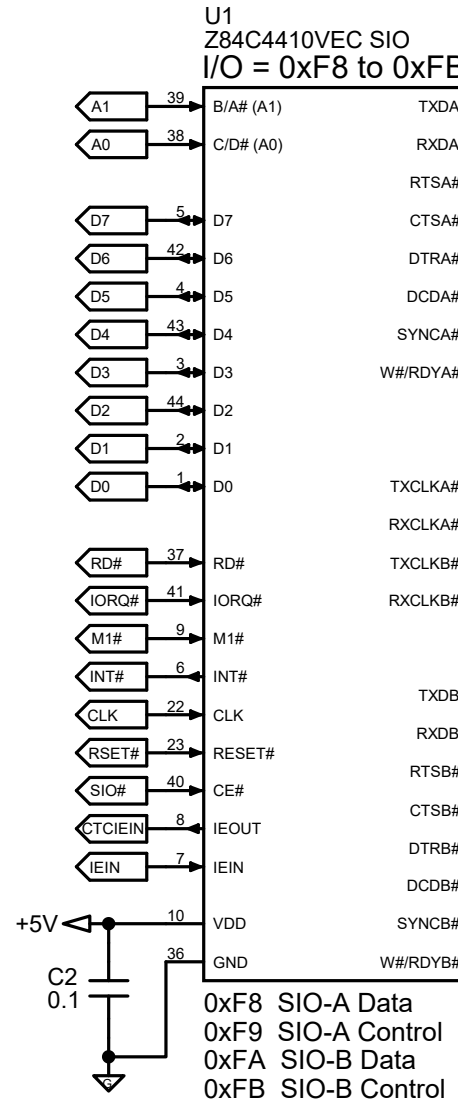 U1
Z84C4410VEC SIO
I/O = 0xF8 to 0xFB
A1 39 B/A# (A1) TXDA
A0 38 C/D# (A0) RXDA
RTSA#
D7 5 D7 CTSA#
D6 42 D6 DTRA#
D5 4 D5 DCDA#
D4 43 D4 SYNCA#
D3 3 D3 W#/RDYA#
D2 44 D2
D1 2 D1
D0 1 D0 TXCLKA#
RXCLKA#
RD# 37 RD# TXCLKB#
IORQ# 41 IORQ# RXCLKB#
M1# 9 M1#
INT# 6 INT# TXDB
CLK 22 CLK RXDB
RSET# 23 RESET# RTSB#
SIO# 40 CE# CTSB#
CTCIEIN 8 IEOUT DTRB#
IEIN 7 IEIN DCDB#
+5V 10 VDD SYNCB#
36 GND W#/RDYB#
C2
0.1
G
0xF8 SIO-A Data
0xF9 SIO-A Control
0xFA SIO-B Data
0xFB SIO-B Control